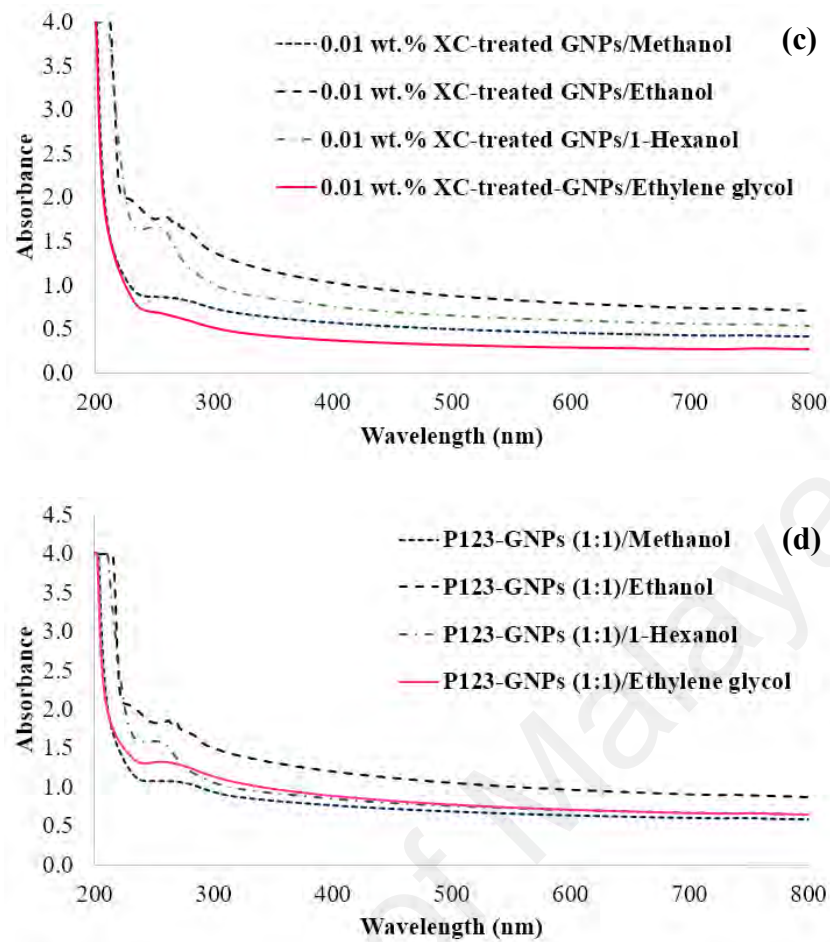 4.0
0.01 wt.% XC-treated GNPs/Methanol
(c)
3.5
0.01 wt.% XC-treated GNPs/Ethanol
3.0
2.5
0.01 wt.% XC-treated GNPs/1-Hexanol
2.0
0.01 wt.% XC-treated-GNPs/Ethylene glycol
1.5
1.0
0.5
0.0
Absorbance
200 300 400 500 600 700 800
Wavelength (nm)
4.5
P123-GNPs (1:1)/Methanol
(d)
4.0
3.5
P123-GNPs (1:1)/Ethanol
3.0
P123-GNPs (1:1)/1-Hexanol
2.5
P123-GNPs (1:1)/Ethylene glycol
2.0
1.5
1.0
0.5
0.0
Absorbance
200 300 400 500 600 700 800
Wavelength (nm)
of Malaya